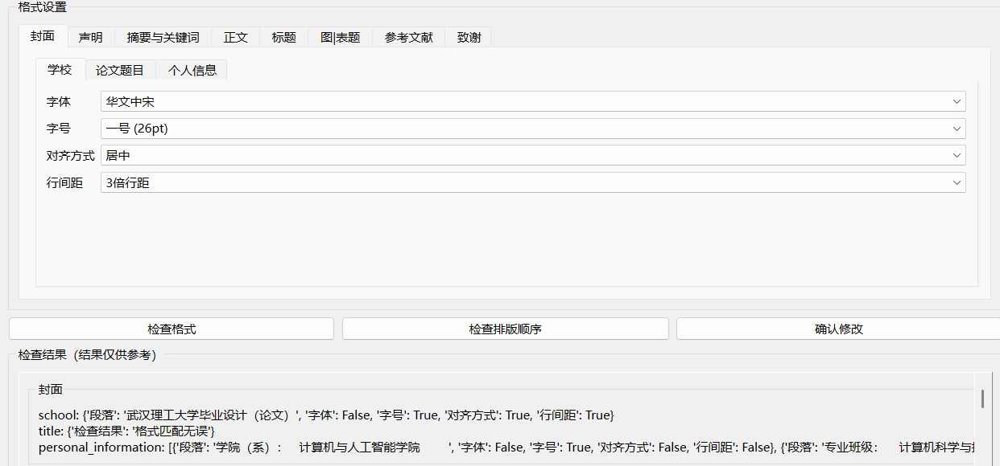 格式设置
封面 声明 摘要与关键词 正文 标题 图|表题 参考文献 致谢
学校 论文题目 个人信息
字体 华文中宋
字号 一号 (26pt)
对齐方式 居中
行间距 3倍行距
检查格式 检查排版顺序 确认修改
检查结果（结果仅供参考）
封面
school: {'段落': '武汉理工大学毕业设计（论文）', '字体': False, '字号': True, '对齐方式': True, '行间距': True}
title: {'检查结果': '格式匹配无误'}
personal_information: [{'段落': '学院（系）： 计算机与人工智能学院 ', '字体': False, '字号': True, '对齐方式': False, '行间距': False}, {'段落': '专业班级： 计算机科学与